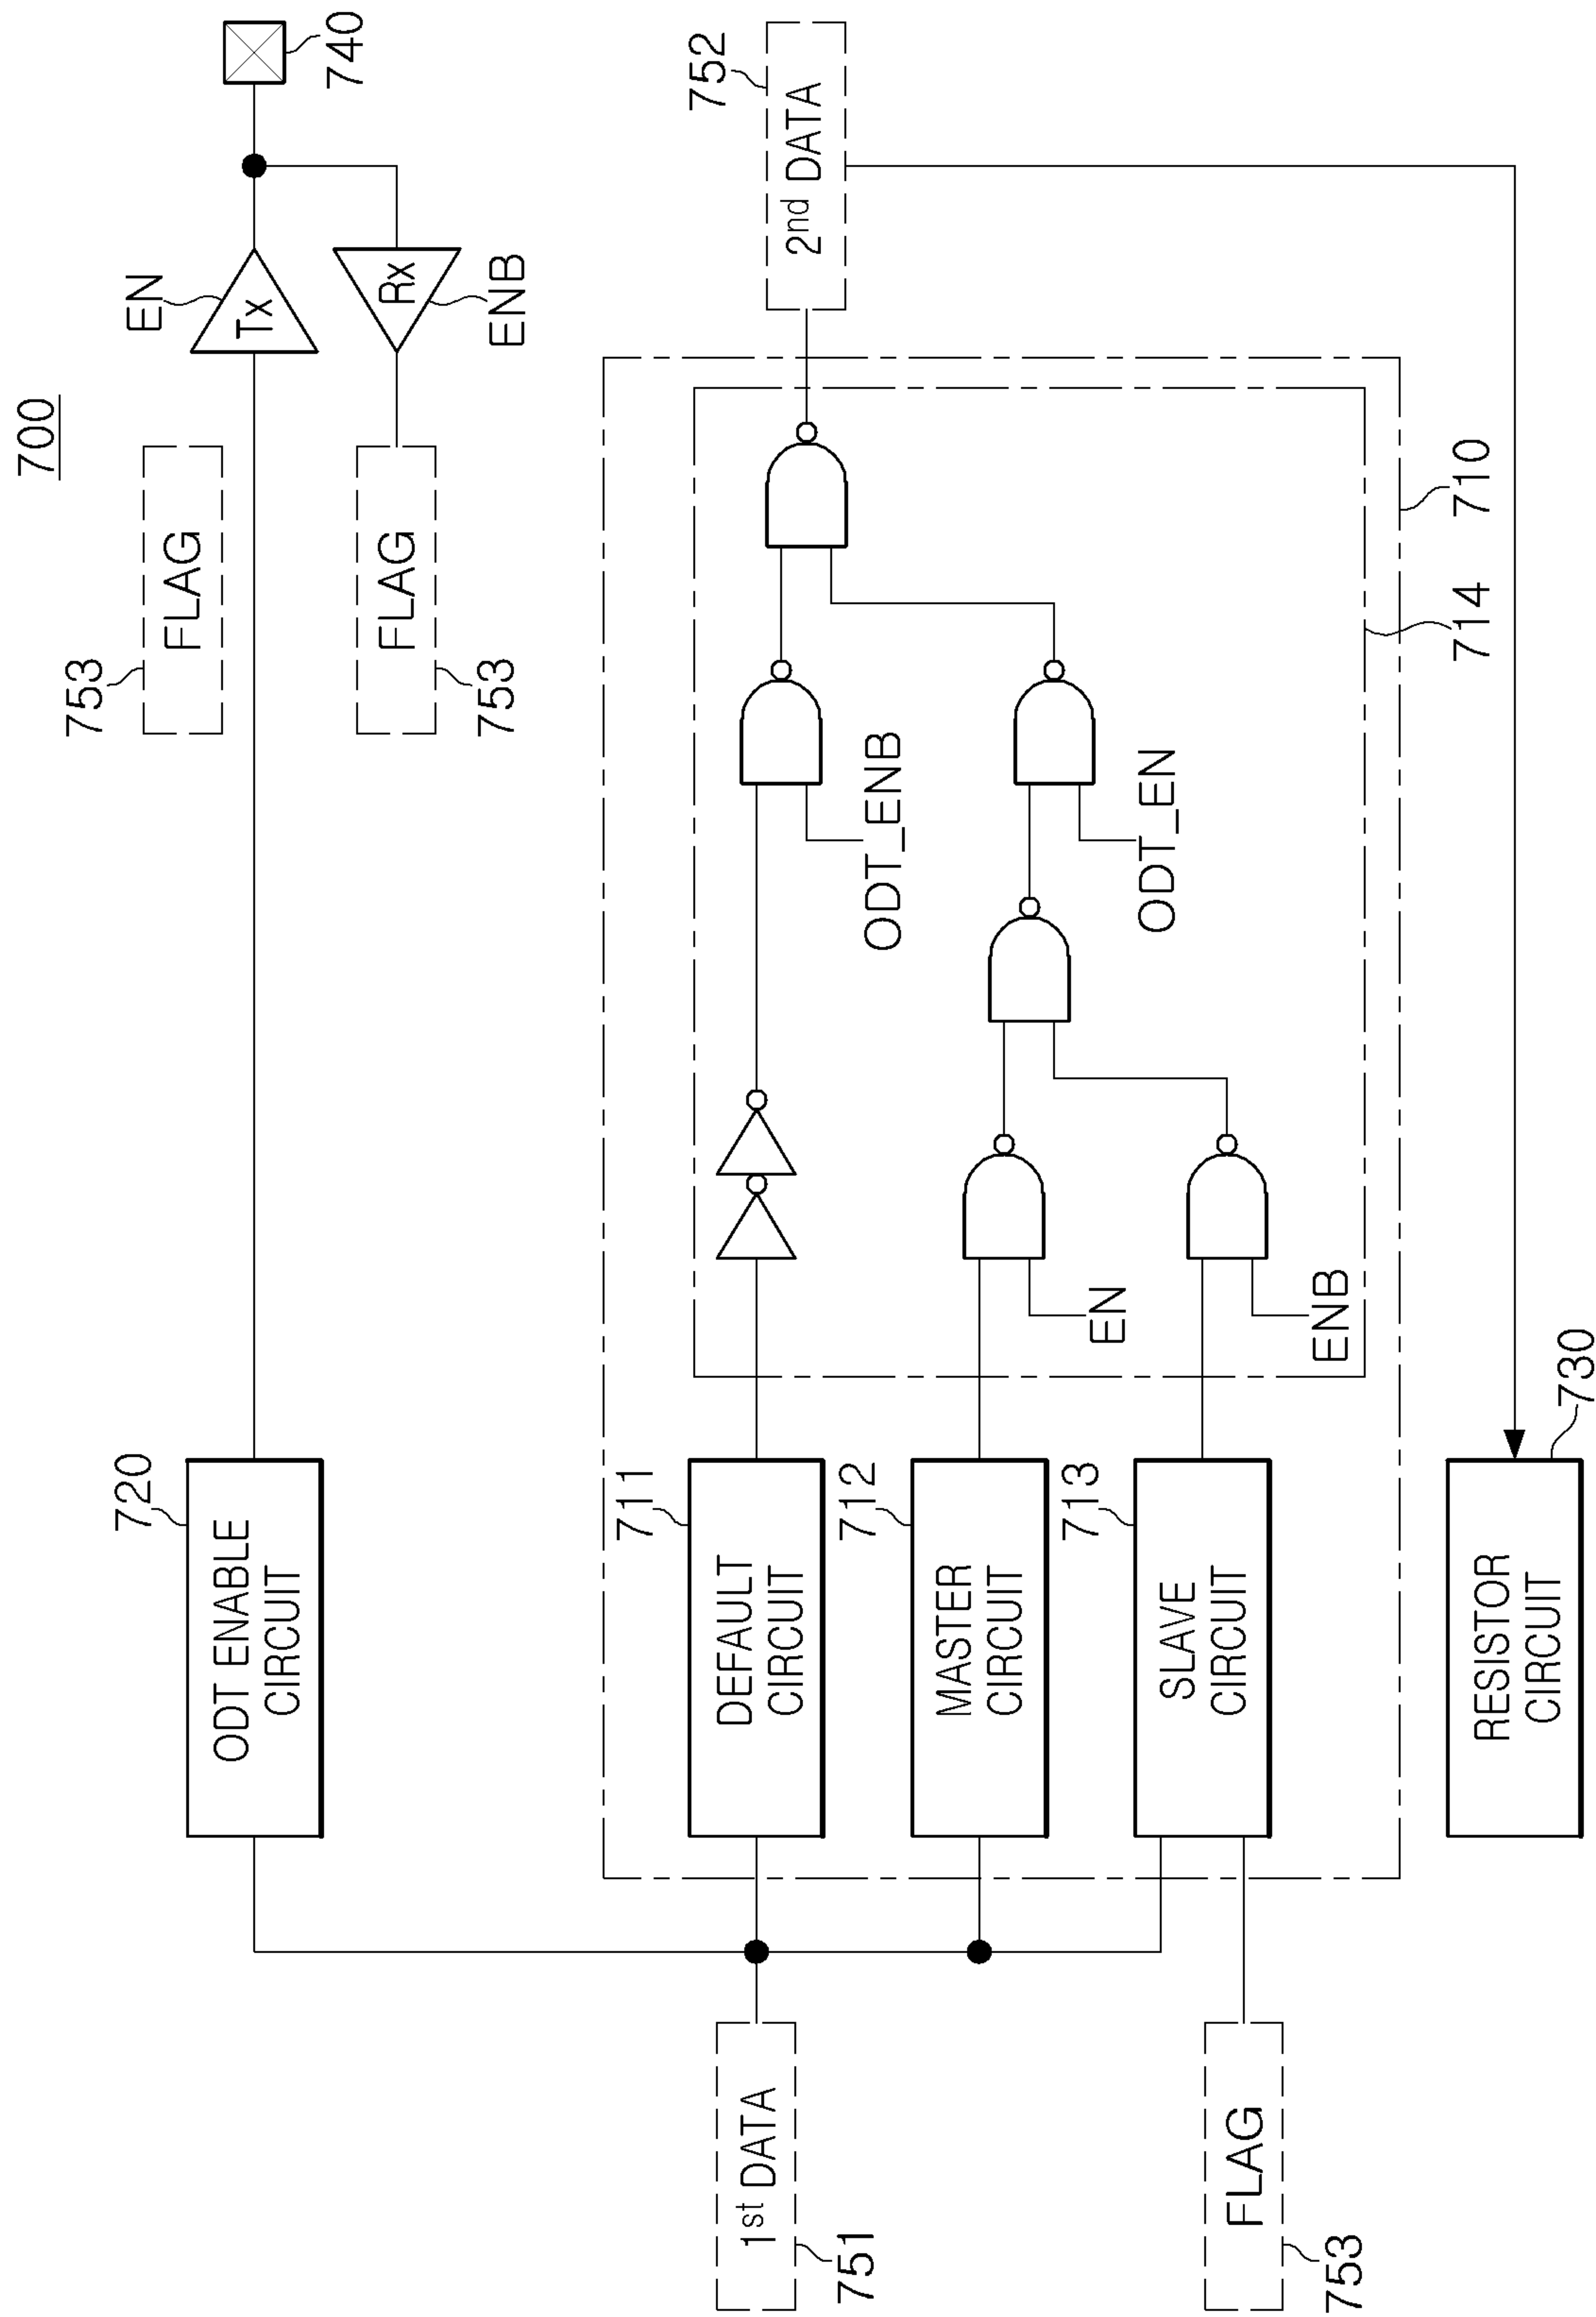 700
753
FLAG
EN
Tx
740
FLAG
753
Rx
ENB
720
ODT ENABLE
CIRCUIT
751
1st DATA
711
DEFAULT
CIRCUIT
712
MASTER
CIRCUIT
EN
713
SLAVE
CIRCUIT
ENB
753
FLAG
ODT_ENB
ODT_EN
752
2nd DATA
714
710
RESISTOR
CIRCUIT
730